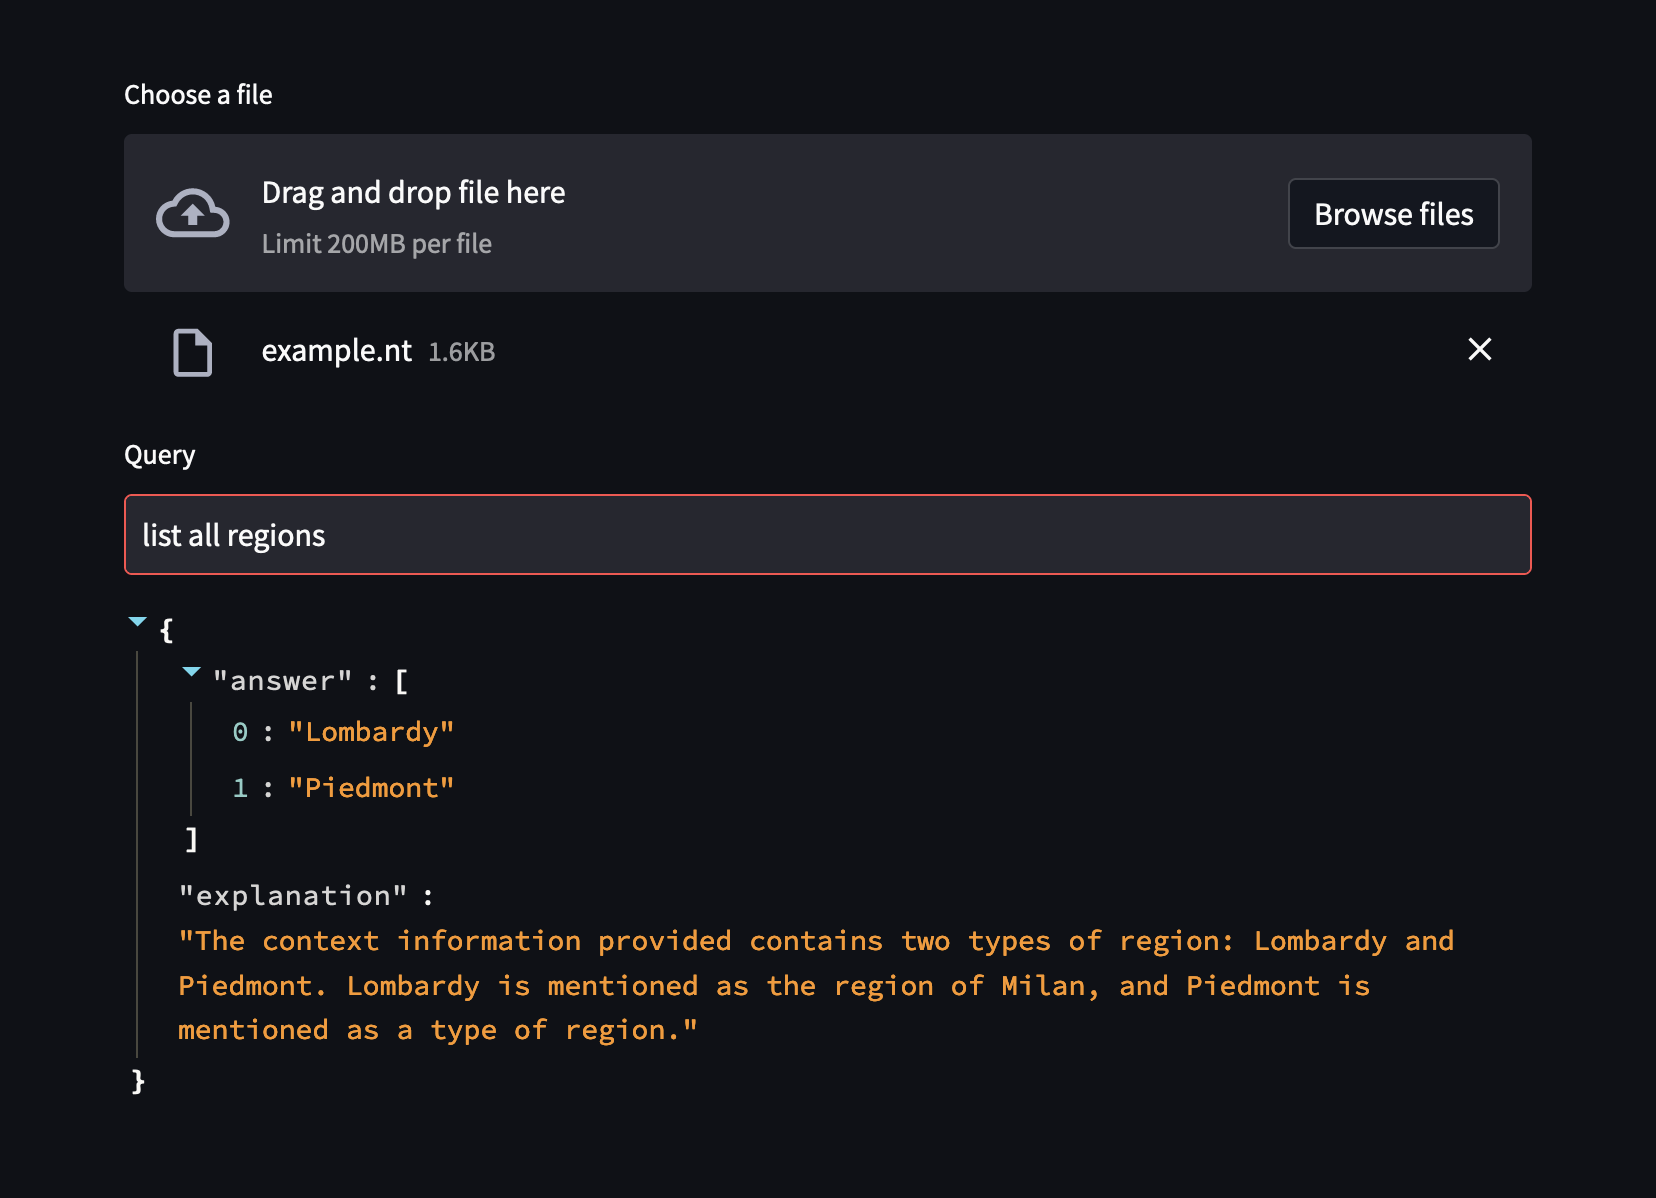 Choose a file
Drag and drop file here
Limit 200MB per file
Browse files
example.nt 1.6KB
Query
list all regions
{
"answer" : [
0 : "Lombardy"
1 : "Piedmont"
]
"explanation" :
"The context information provided contains two types of region: Lombardy and
Piedmont. Lombardy is mentioned as the region of Milan, and Piedmont is
mentioned as a type of region."
}